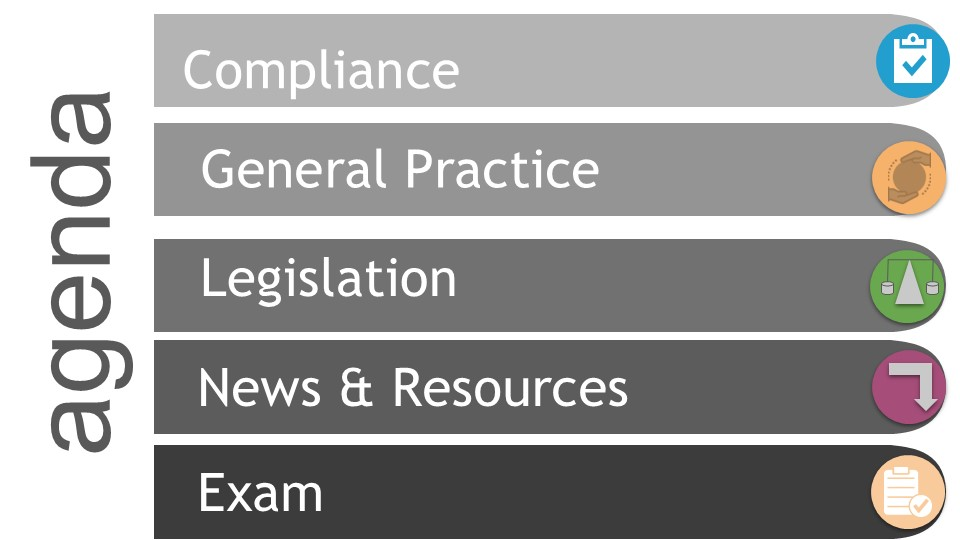 agenda
Compliance
General Practice
Legislation
News & Resources
Exam